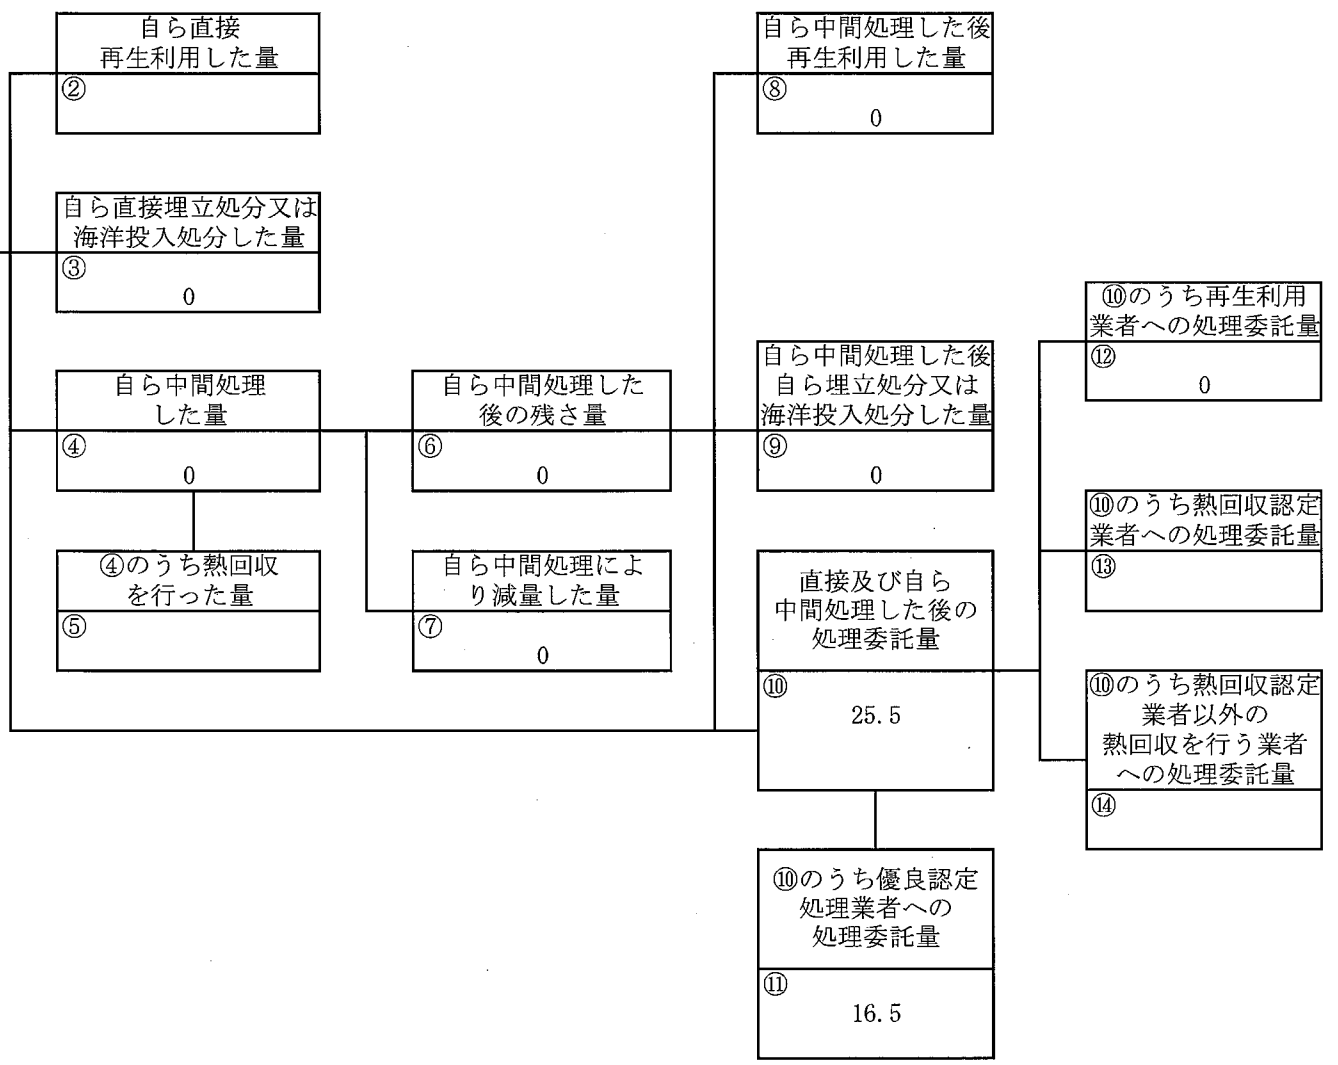 自ら直接
再生利用した量
②
自ら直接埋立処分又は
海洋投入処分した量
③
0
自ら中間処理
した量
④
0
④のうち熱回収
を行った量
⑤
自ら中間処理した
後の残さ量
⑥
0
自ら中間処理によ
り減量した量
⑦
0
自ら中間処理した後
再生利用した量
⑧
0
自ら中間処理した後
自ら埋立処分又は
海洋投入処分した量
⑨
0
直接及び自ら
中間処理した後の
処理委託量
⑩
25.5
⑩のうち優良認定
処理業者への
処理委託量
⑪
16.5
⑩のうち再生利用
業者への処理委託量
⑫
0
⑩のうち熱回収認定
業者への処理委託量
⑬
⑩のうち熱回収認定
業者以外の
熱回収を行う業者
への処理委託量
⑭